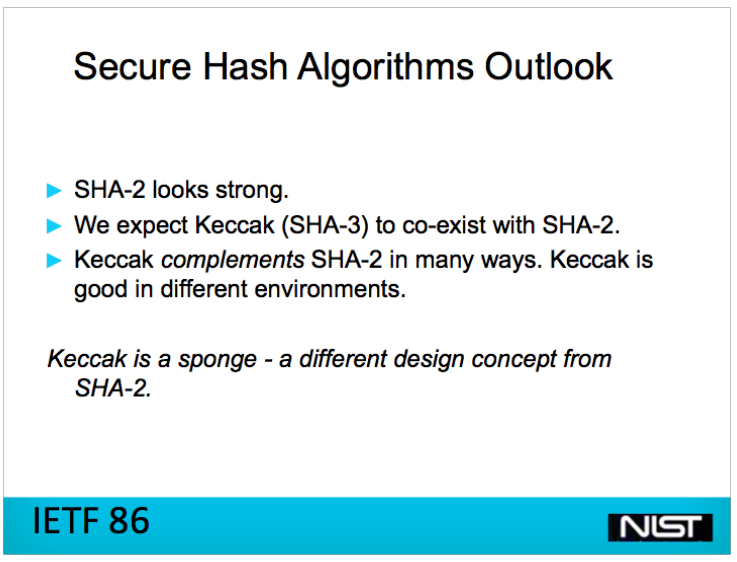 Secure Hash Algorithms Outlook
► SHA-2 looks strong.
► We expect Keccak (SHA-3) to co-exist with SHA-2.
► Keccak complements SHA-2 in many ways. Keccak is
good in different environments.
Keccak is a sponge - a different design concept from
SHA-2.
IETF 86
NIST